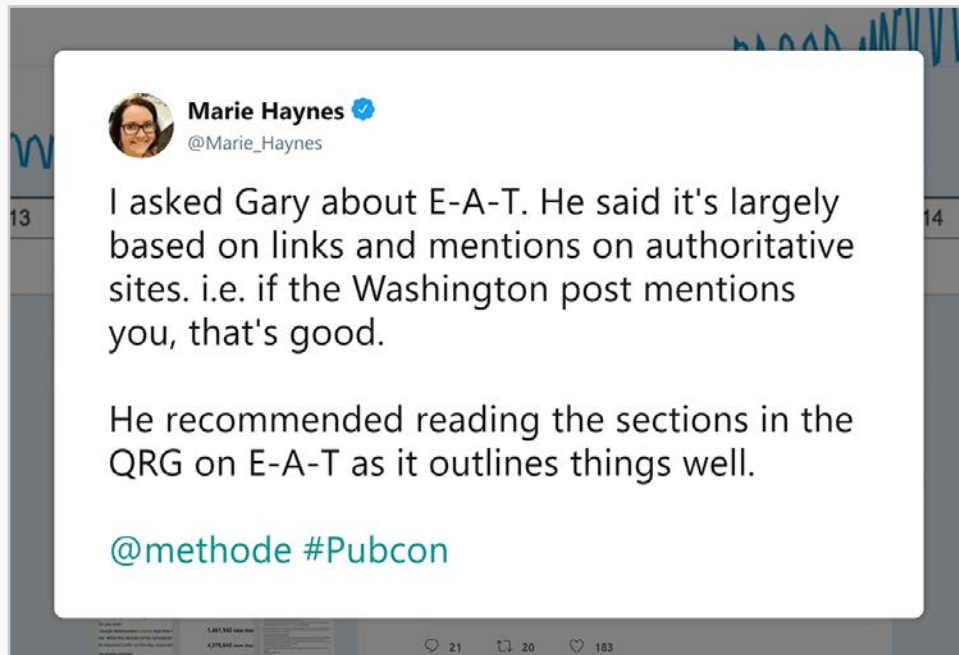 Marie Haynes
@Marie_Haynes
I asked Gary about E-A-T. He said it's largely
based on links and mentions on authoritative
sites. i.e. if the Washington post mentions
you, that's good.
He recommended reading the sections in the
QRG on E-A-T as it outlines things well.
@methode #Pubcon
13
14
21 20 183